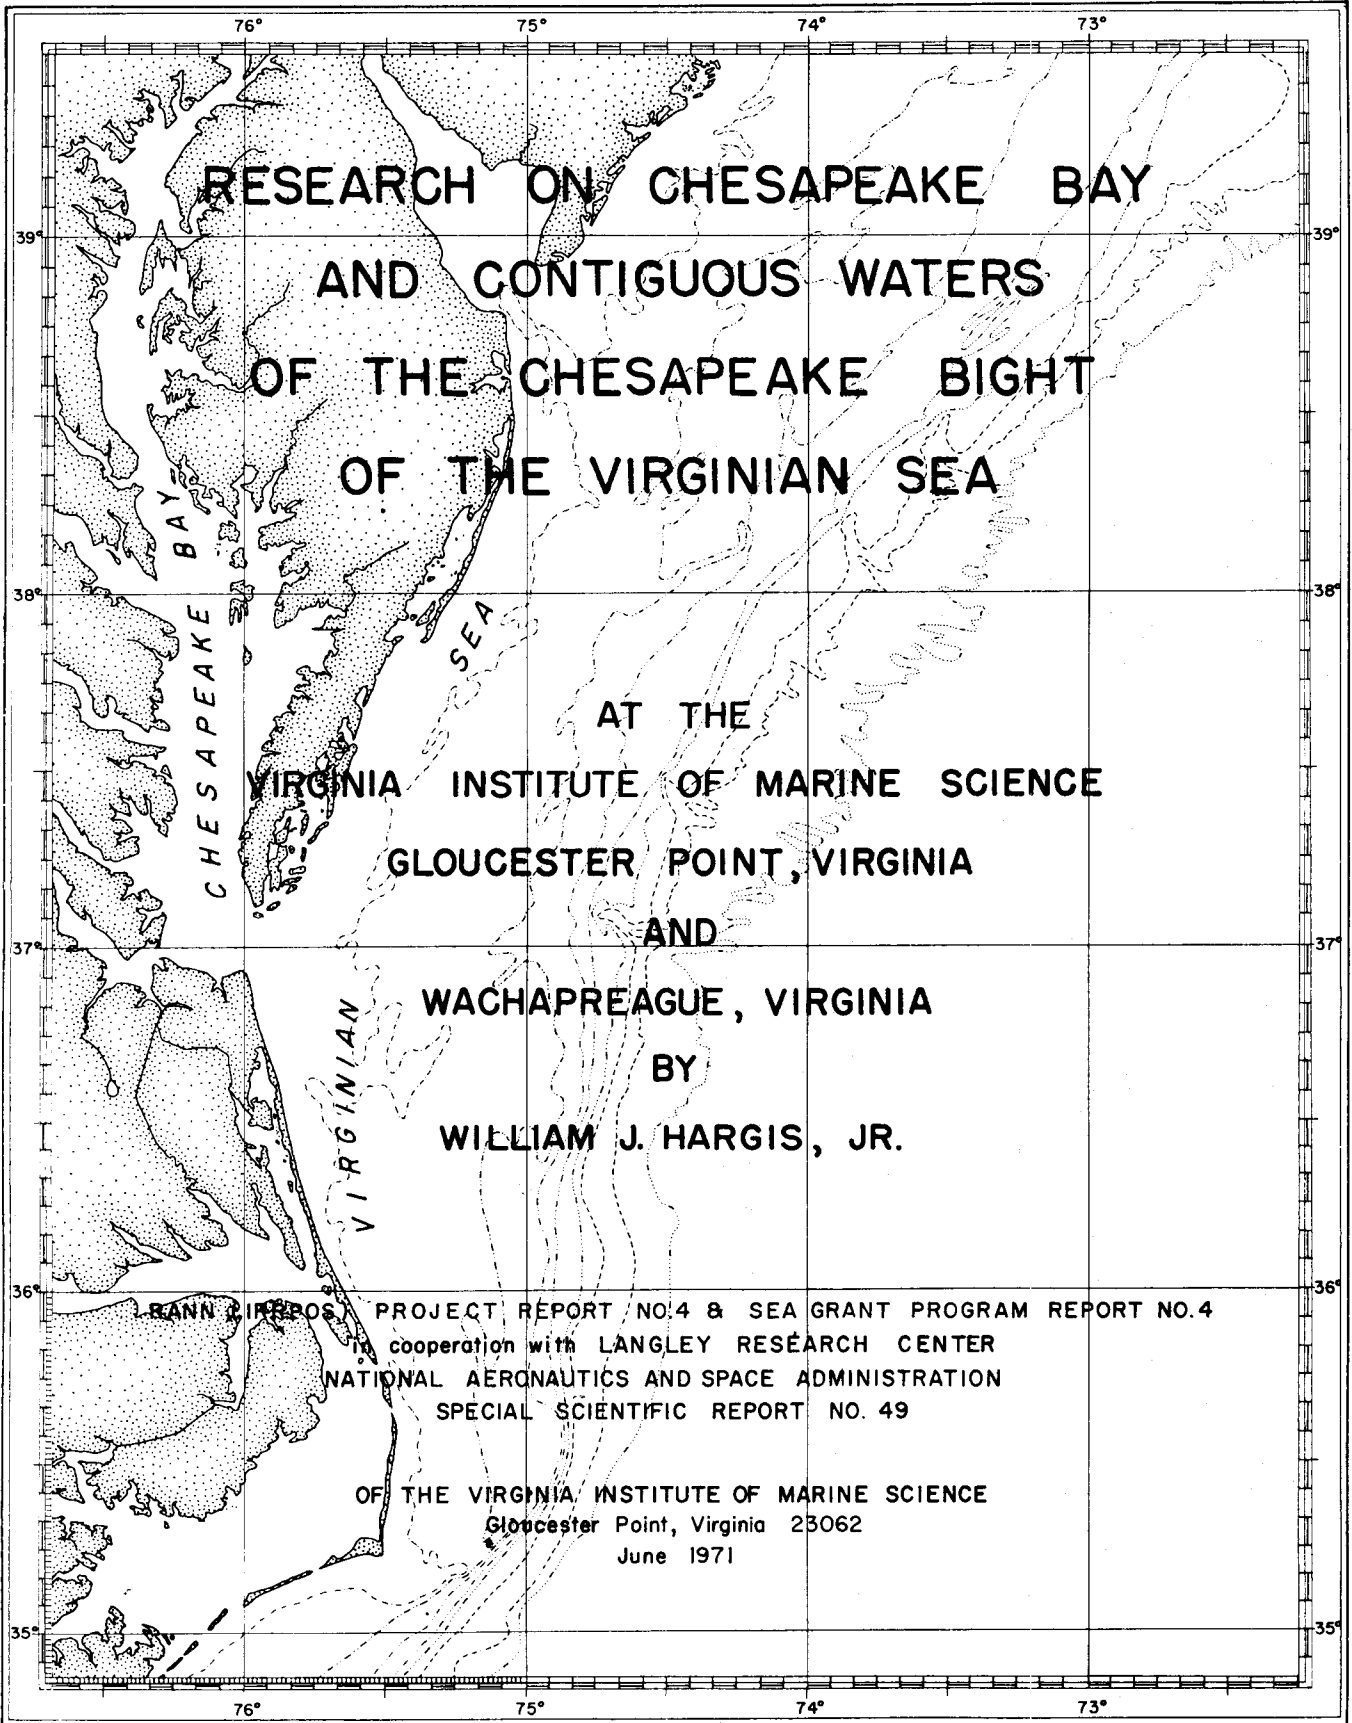 76° 75° 74° 73°
RESEARCH ON CHESAPEAKE BAY
39° 39°
AND CONTIGUOUS WATERS
OF THE CHESAPEAKE BIGHT
OF THE VIRGINIAN SEA
CHESAPEAKE BAY
38° 38°
VIRGINIAN SEA
AT THE
VIRGINIA INSTITUTE OF MARINE SCIENCE
GLOUCESTER POINT, VIRGINIA
37° AND 37°
WACHAPREAGUE, VIRGINIA
BY
WILLIAM J. HARGIS, JR.
36° 36°
RANN PROJECT REPORT NO.4 & SEA GRANT PROGRAM REPORT NO.4
in cooperation with LANGLEY RESEARCH CENTER
NATIONAL AERONAUTICS AND SPACE ADMINISTRATION
SPECIAL SCIENTIFIC REPORT NO. 49
OF THE VIRGINIA INSTITUTE OF MARINE SCIENCE
Gloucester Point, Virginia 23062
June 1971
35° 35°
76° 75° 74° 73°